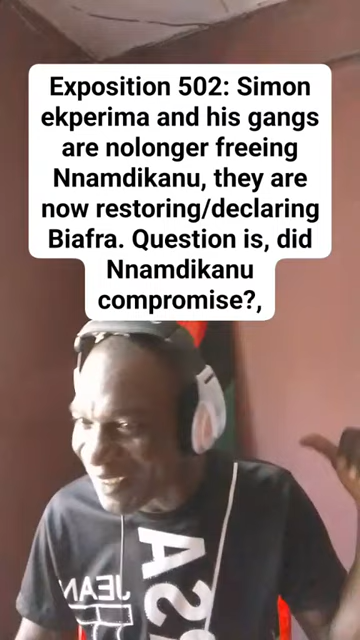 Exposition 502: Simon
ekperima and his gangs
are nolonger freeing
Nnamdikanu, they are
now restoring/declaring
Biafra. Question is, did
Nnamdikanu
compromise?,
JEAN